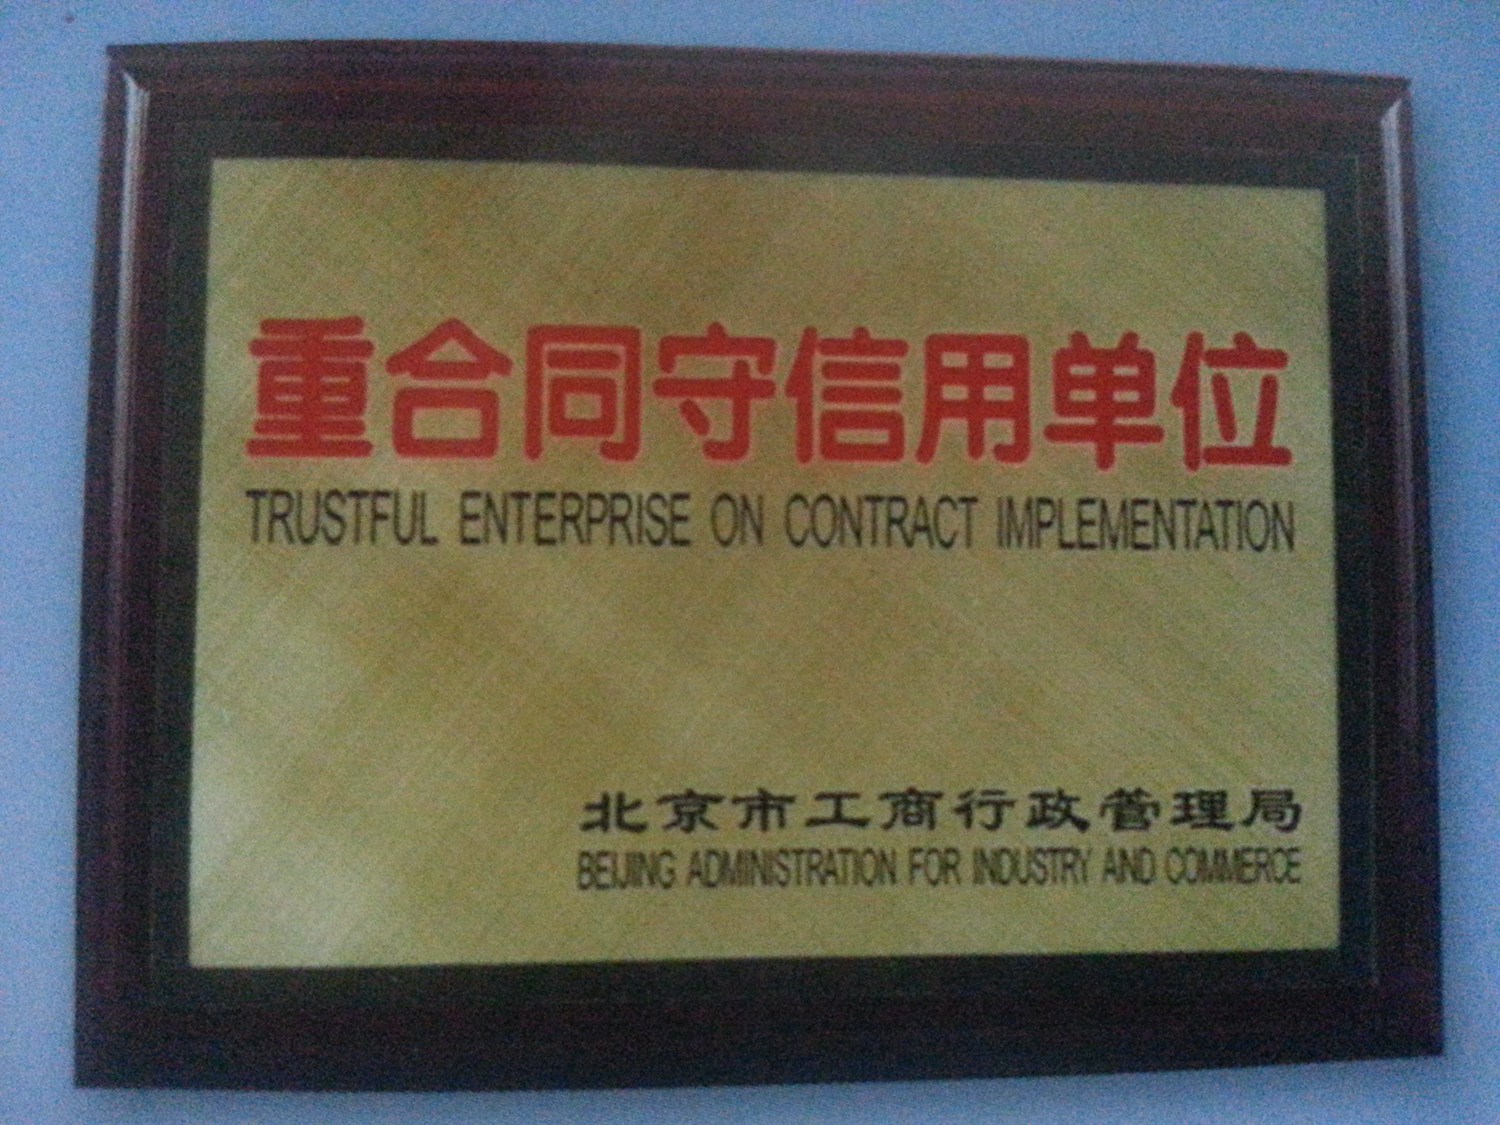 重合同守信用单位
TRUSTFUL ENTERPRISE ON CONTRACT IMPLEMENTATION
北京市工商行政管理局
BEIJING ADMINISTRATION FOR INDUSTRY AND COMMERCE